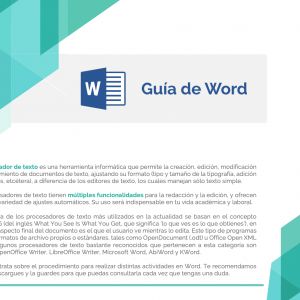 W
Guía de Word
ador de texto es una herramienta informática que permite la creación, edición, modificación
miento de documentos de texto, ajustando su formato (tipo y tamaño de la tipografía, adición
s, etcétera), a diferencia de los editores de texto, los cuales manejan sólo texto simple.
esadores de texto tienen múltiples funcionalidades para la redacción y la edición, y ofrecen
variedad de ajustes automáticos. Su uso será indispensable en tu vida académica y laboral.
a de los procesadores de texto más utilizados en la actualidad se basan en el concepto
G (del inglés What You See Is What You Get, que significa 'lo que ves es lo que obtienes'), en
specto final del documento es el que el usuario ve mientras lo edita. Este tipo de programas
ormatos de archivo propios o estándares, tales como OpenDocument (.odt) u Office Open XML
gunos procesadores de texto bastante reconocidos que pertenecen a esta categoría son
OpenOffice Writer, LibreOffice Writer, Microsoft Word, AbiWord y KWord.
trata sobre el procedimiento para realizar distintas actividades en Word. Te recomendamos
scargues y la guardes para que puedas consultarla cada vez que tengas una duda.